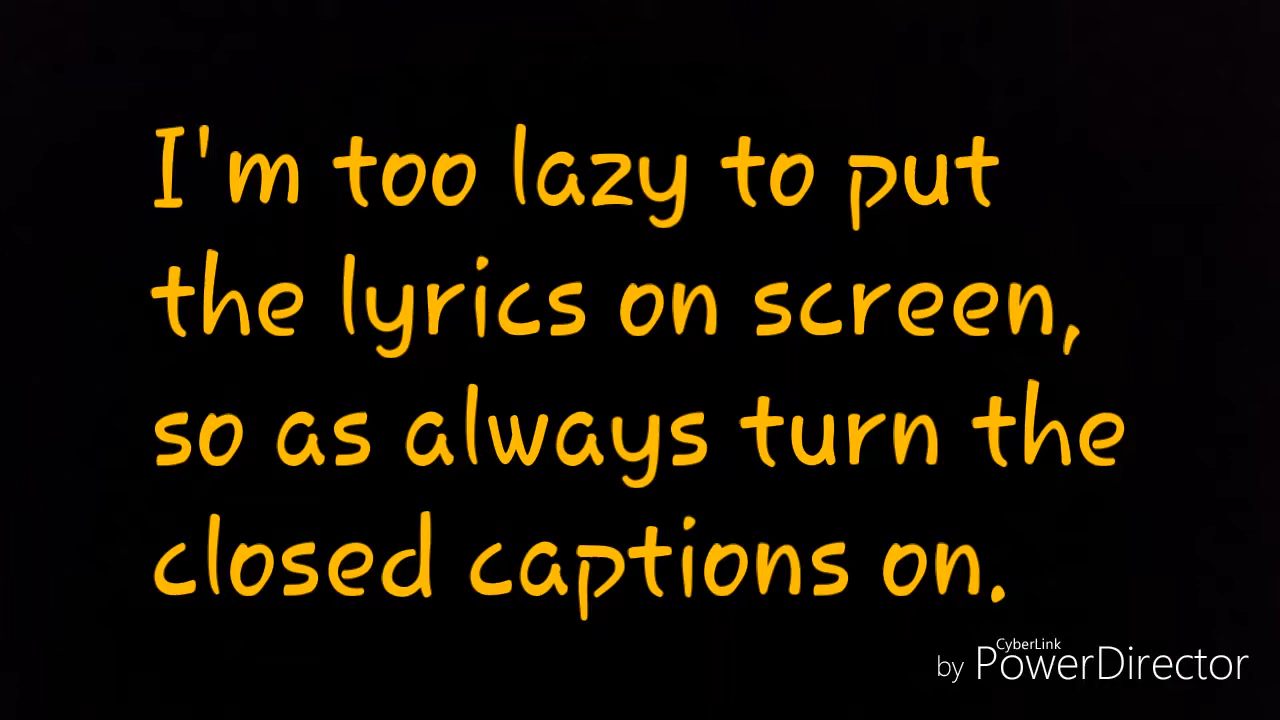 I'm too lazy to put
the lyrics on screen,
so as always turn the
closed captions on.
CyberLink
by PowerDirector